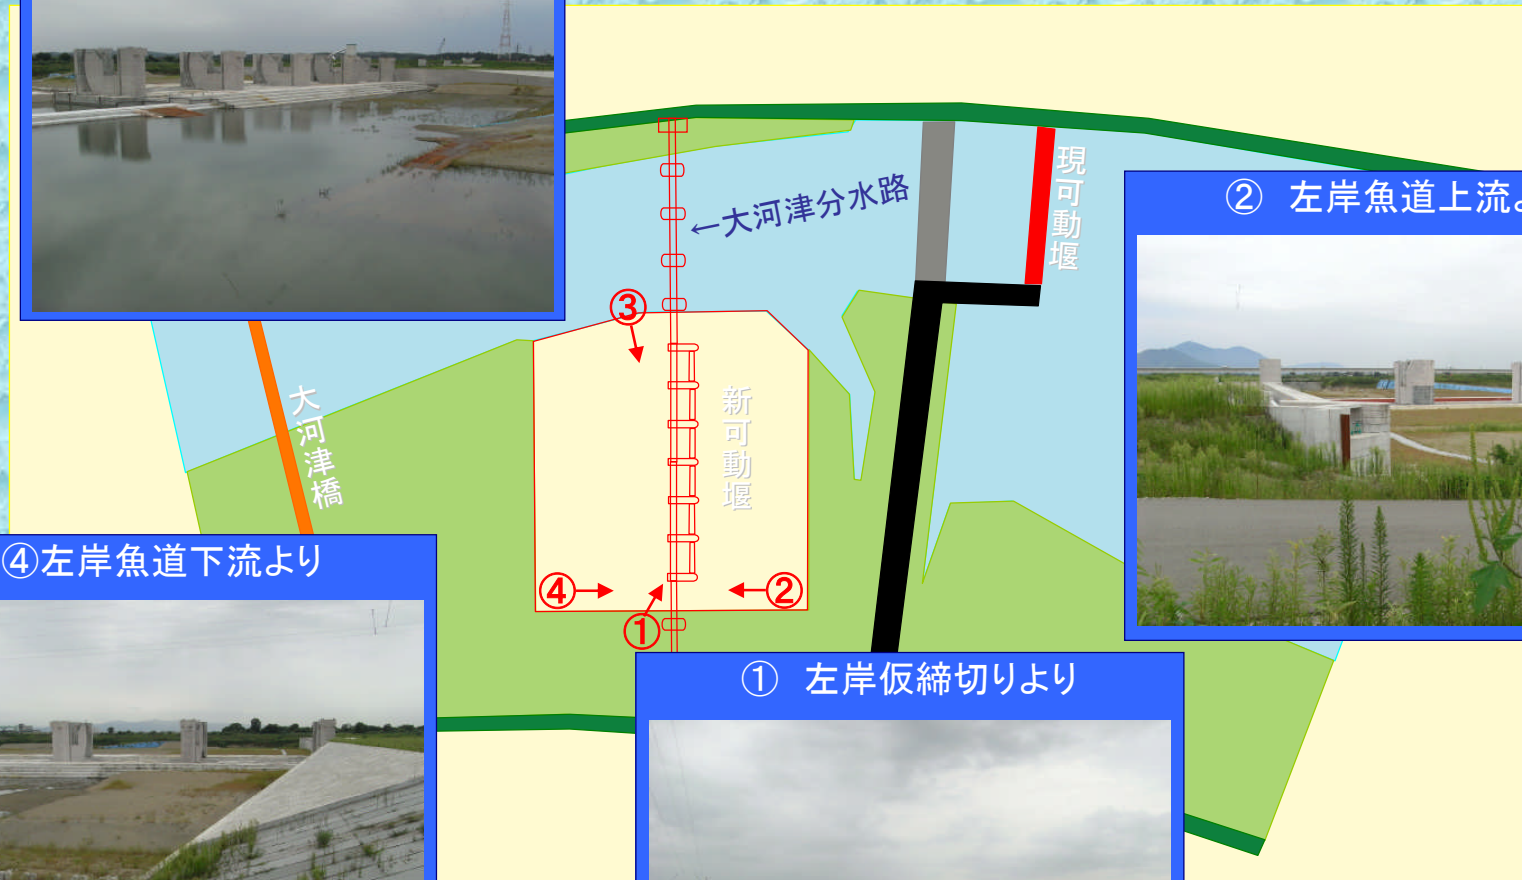 ←大河津分水路
現可動堰
② 左岸魚道上流
③
大河津橋
新可動堰
④左岸魚道下流より
④
②
①
① 左岸仮締切りより